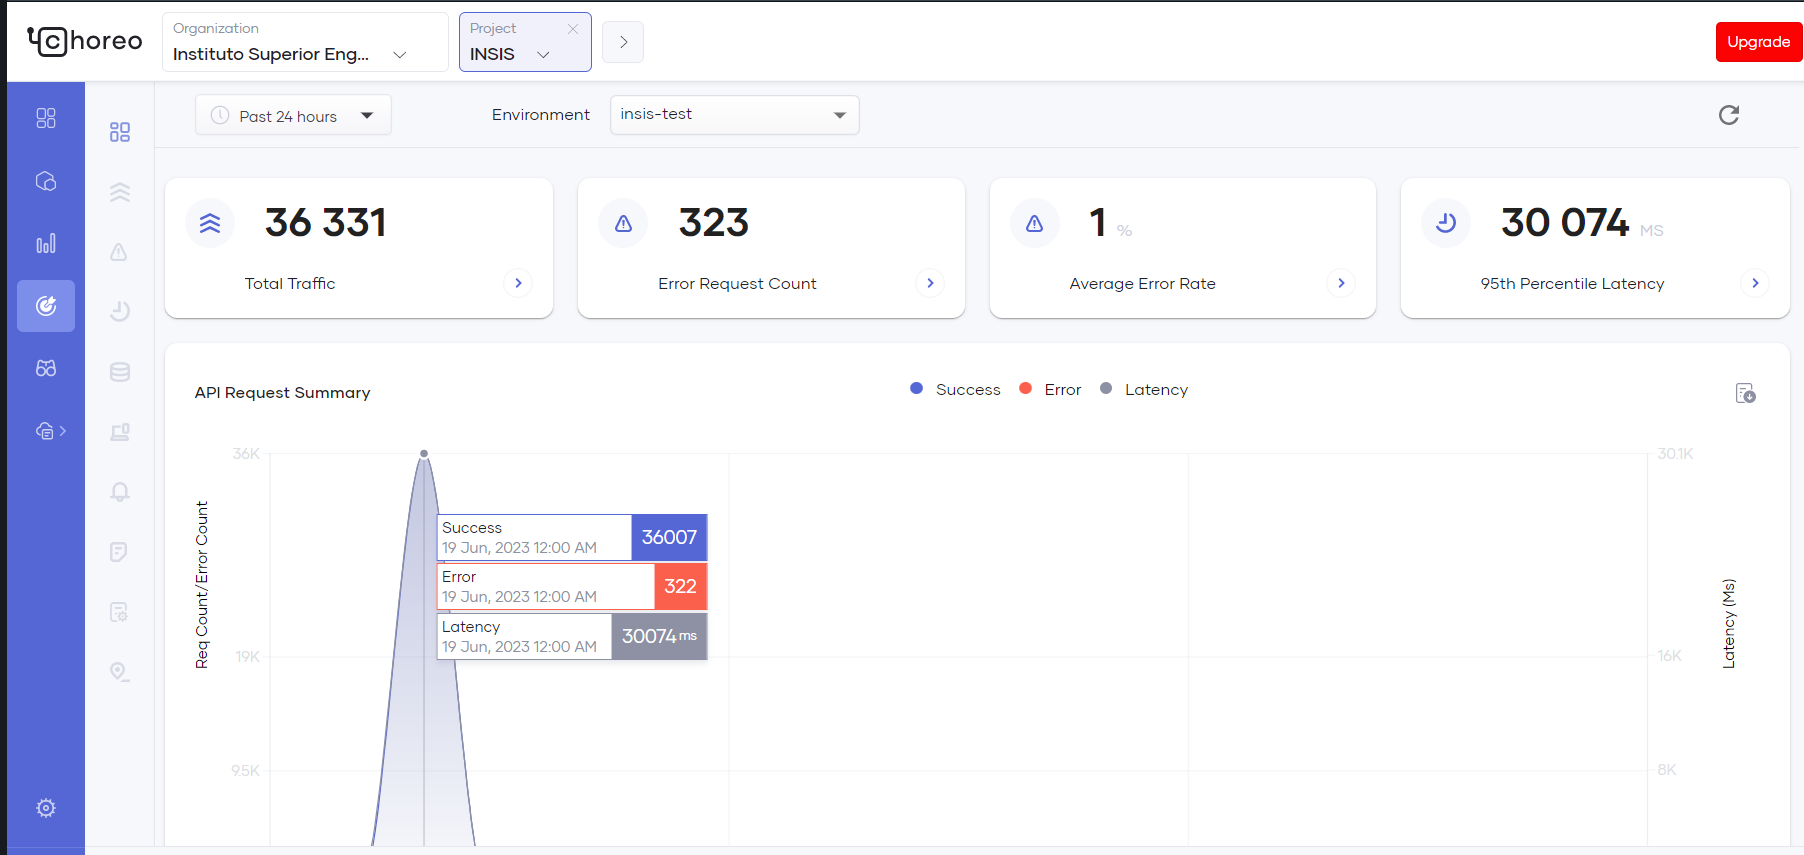 choreo
Organization
Instituto Superior Eng...
Project
INSIS
Upgrade
Past 24 hours
Environment
insis-test
36 331
Total Traffic
323
Error Request Count
1 %
Average Error Rate
30 074 MS
95th Percentile Latency
API Request Summary
Success
Error
Latency
36K
30.1K
Success
19 Jun, 2023 12:00 AM
36007
Error
19 Jun, 2023 12:00 AM
322
Latency
19 Jun, 2023 12:00 AM
30074 ms
Req Count/Error Count
Latency (Ms)
19K
16K
9.5K
8K